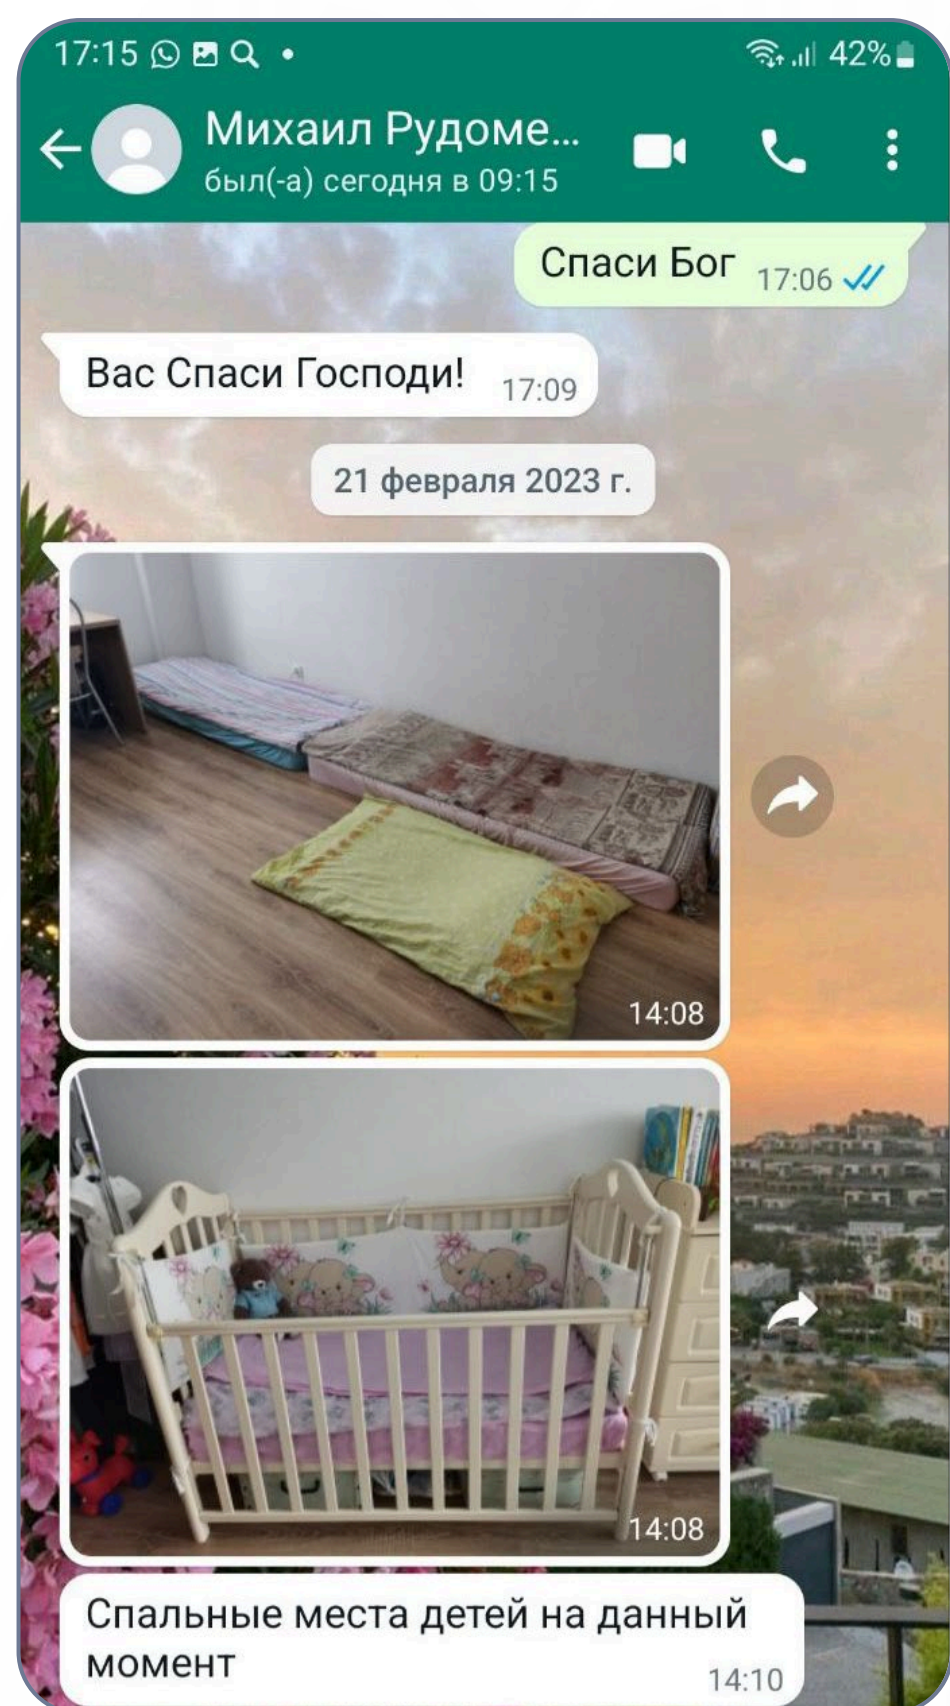 17:15 42%
Михаил Рудоме...
был(-а) сегодня в 09:15
Спаси Бог 17:06
Вас Спаси Господи! 17:09
21 февраля 2023 г.
14:08
14:08
Спальные места детей на данный
момент 14:10